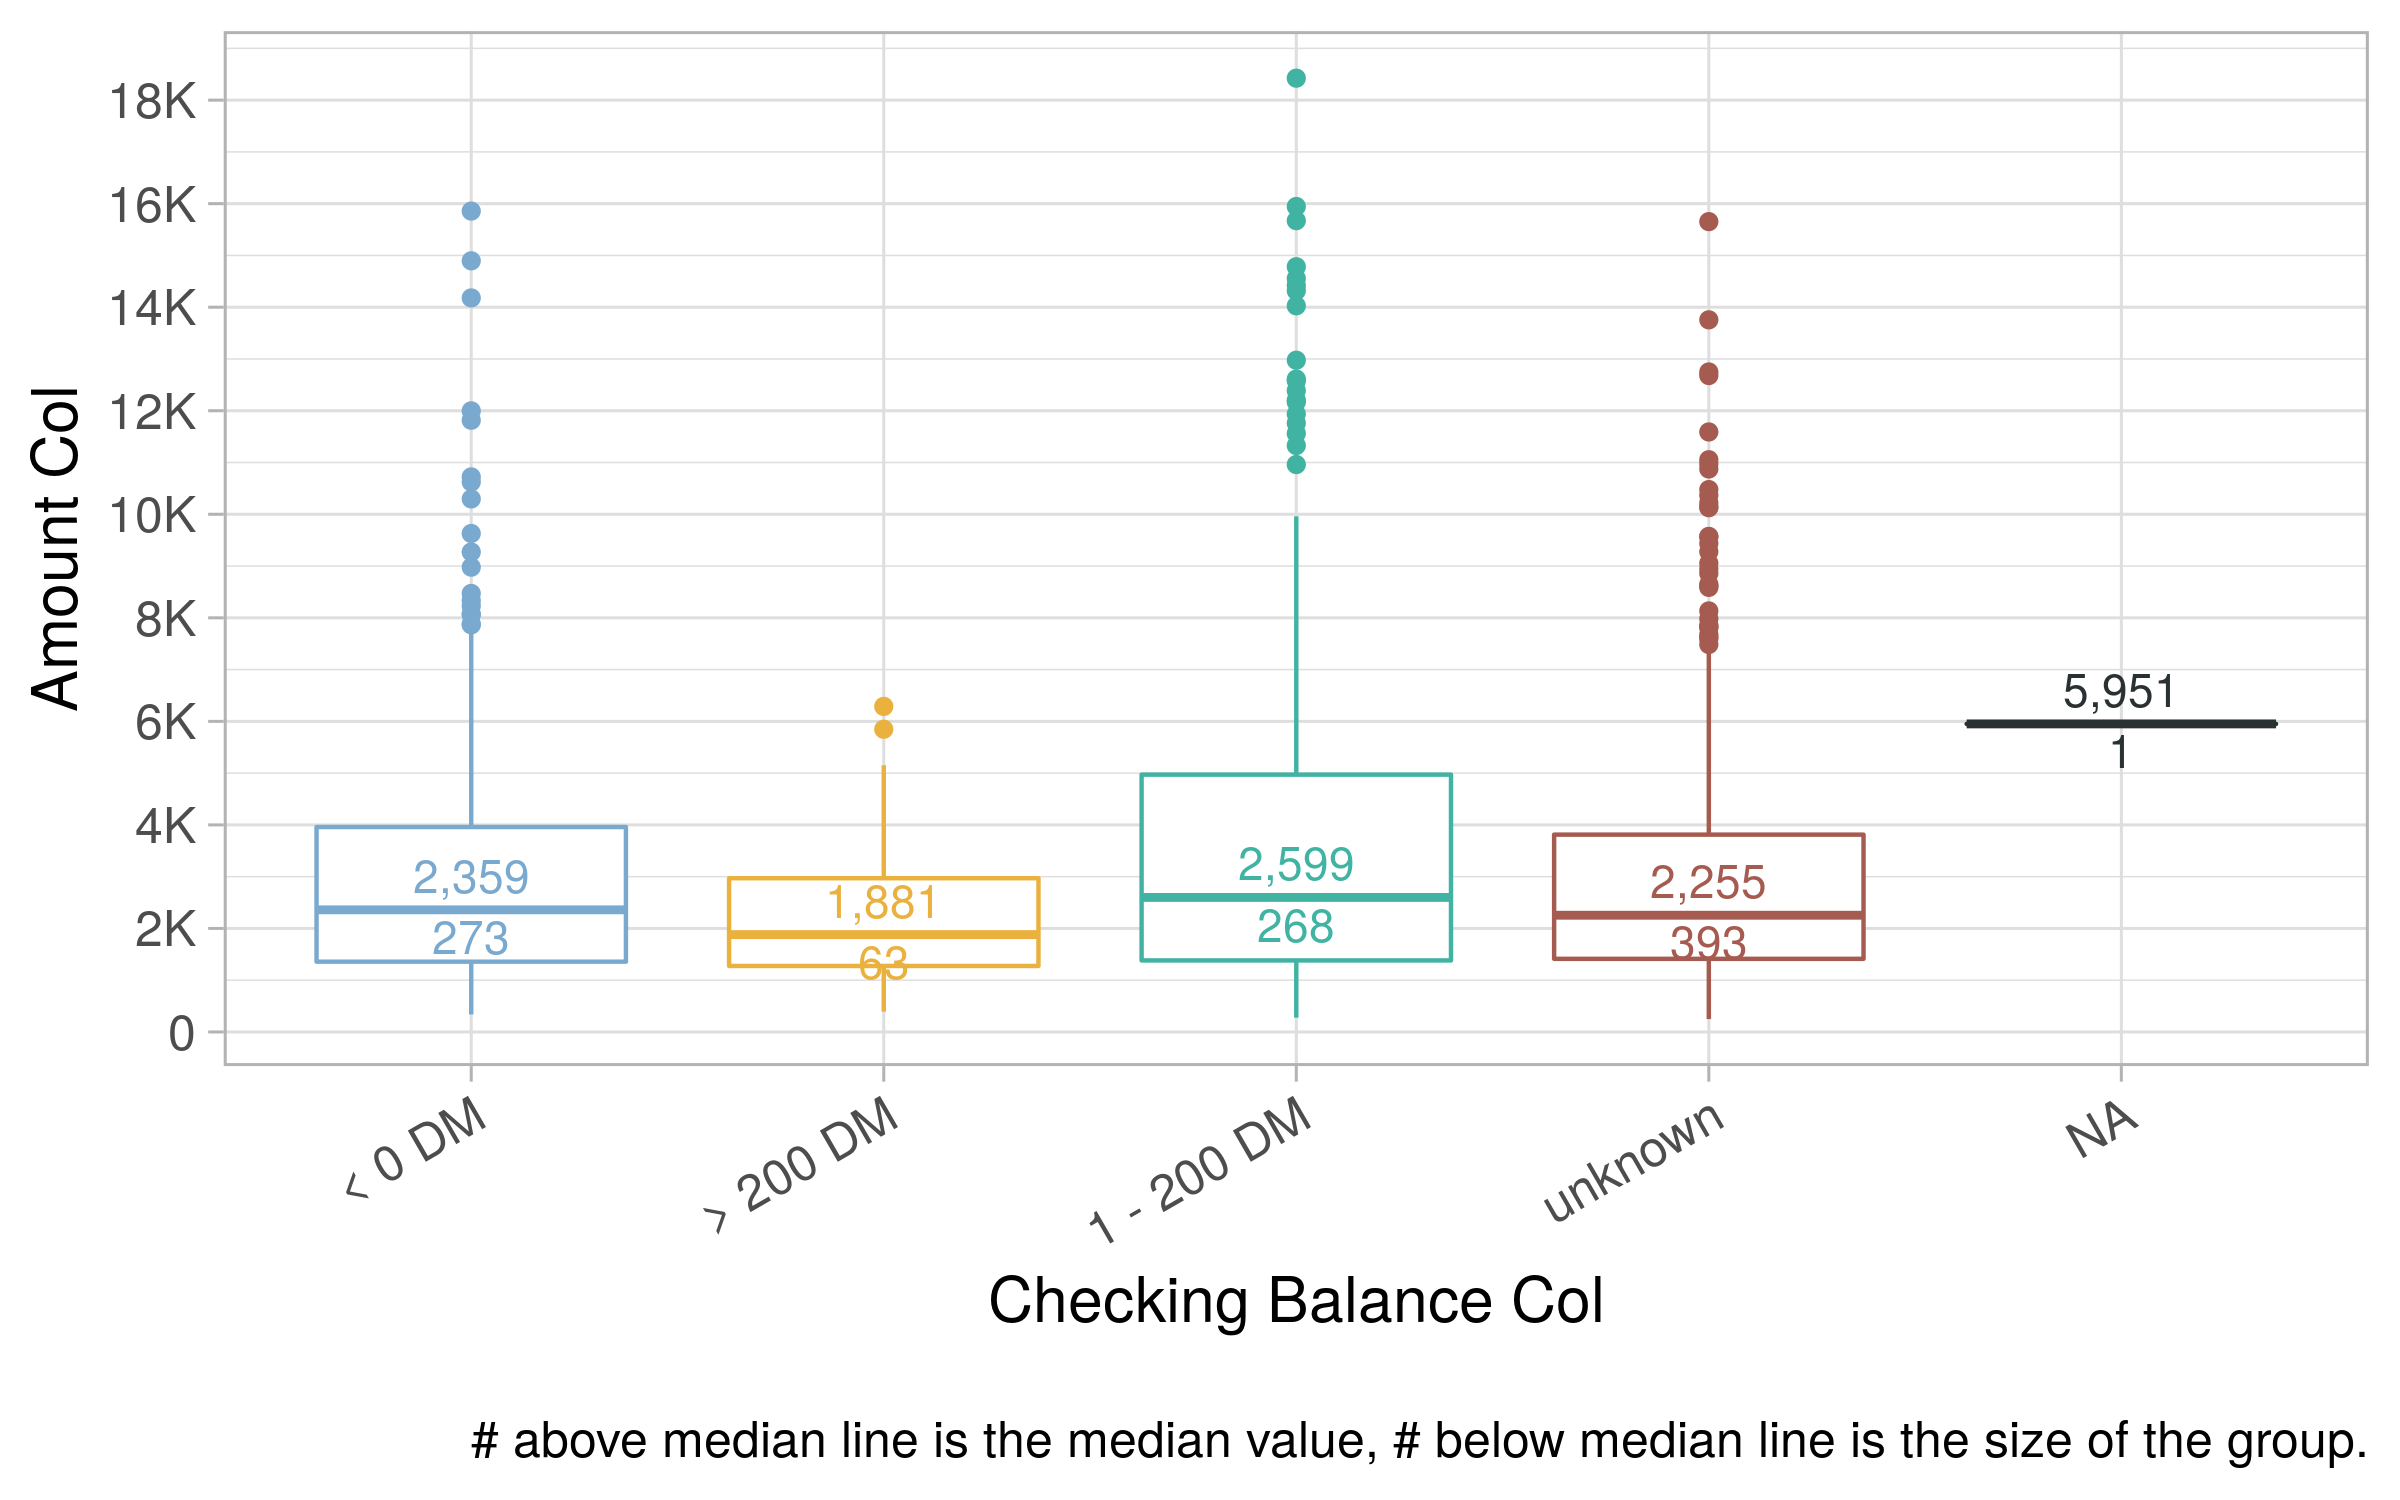 18K
16K
14K
12K
10K
8K
6K
4K
2K
0
Amount Col
2,359
273
1,881
63
2,599
268
2,255
393
5,951
1
< 0 DM
> 200 DM
1 - 200 DM
unknown
NA
Checking Balance Col
# above median line is the median value, # below median line is the size of the group.